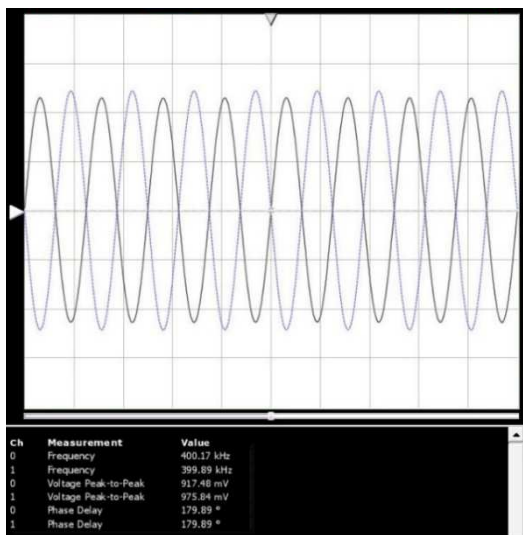 Ch Measurement Value
0 Frequency 400.17 kHz
1 Frequency 399.89 kHz
0 Voltage Peak-to-Peak 917.48 mV
1 Voltage Peak-to-Peak 975.84 mV
0 Phase Delay 179.89 °
1 Phase Delay 179.89 °